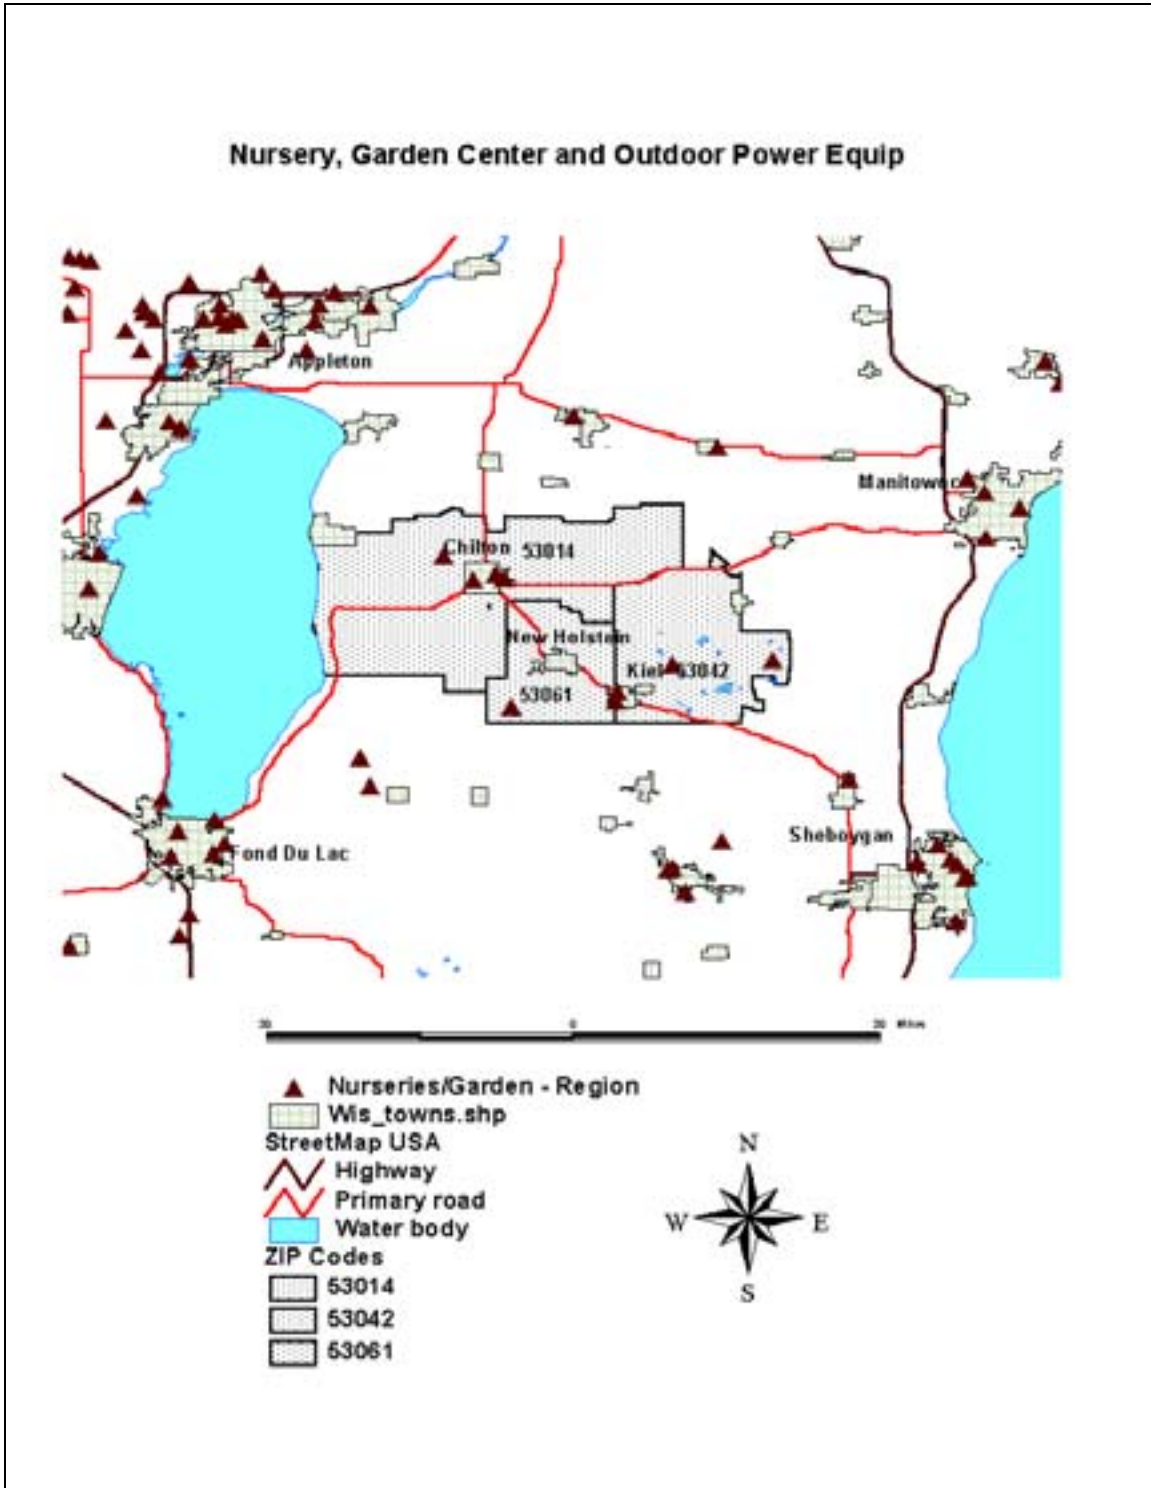 Nursery, Garden Center and Outdoor Power Equip
Appleton
Manitowoc
Chilton 53014
New Holstein
Kiel 53042
53061
Sheboygan
Fond Du Lac
0
Miles
Nurseries/Garden - Region
Wis_towns.shp
StreetMap USA
Highway
Primary road
Water body
ZIP Codes
53014
53042
53061
N
W E
S